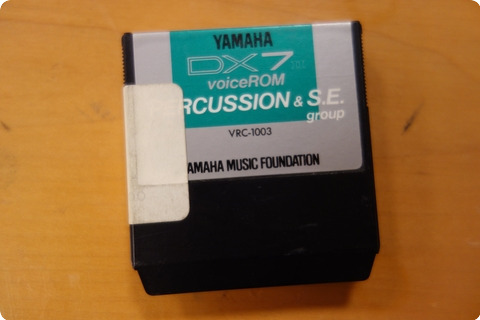 YAMAHA
DX7
voiceROM
RCUSSION & S.E.
group
VRC-1003
AMAHA MUSIC FOUNDATION